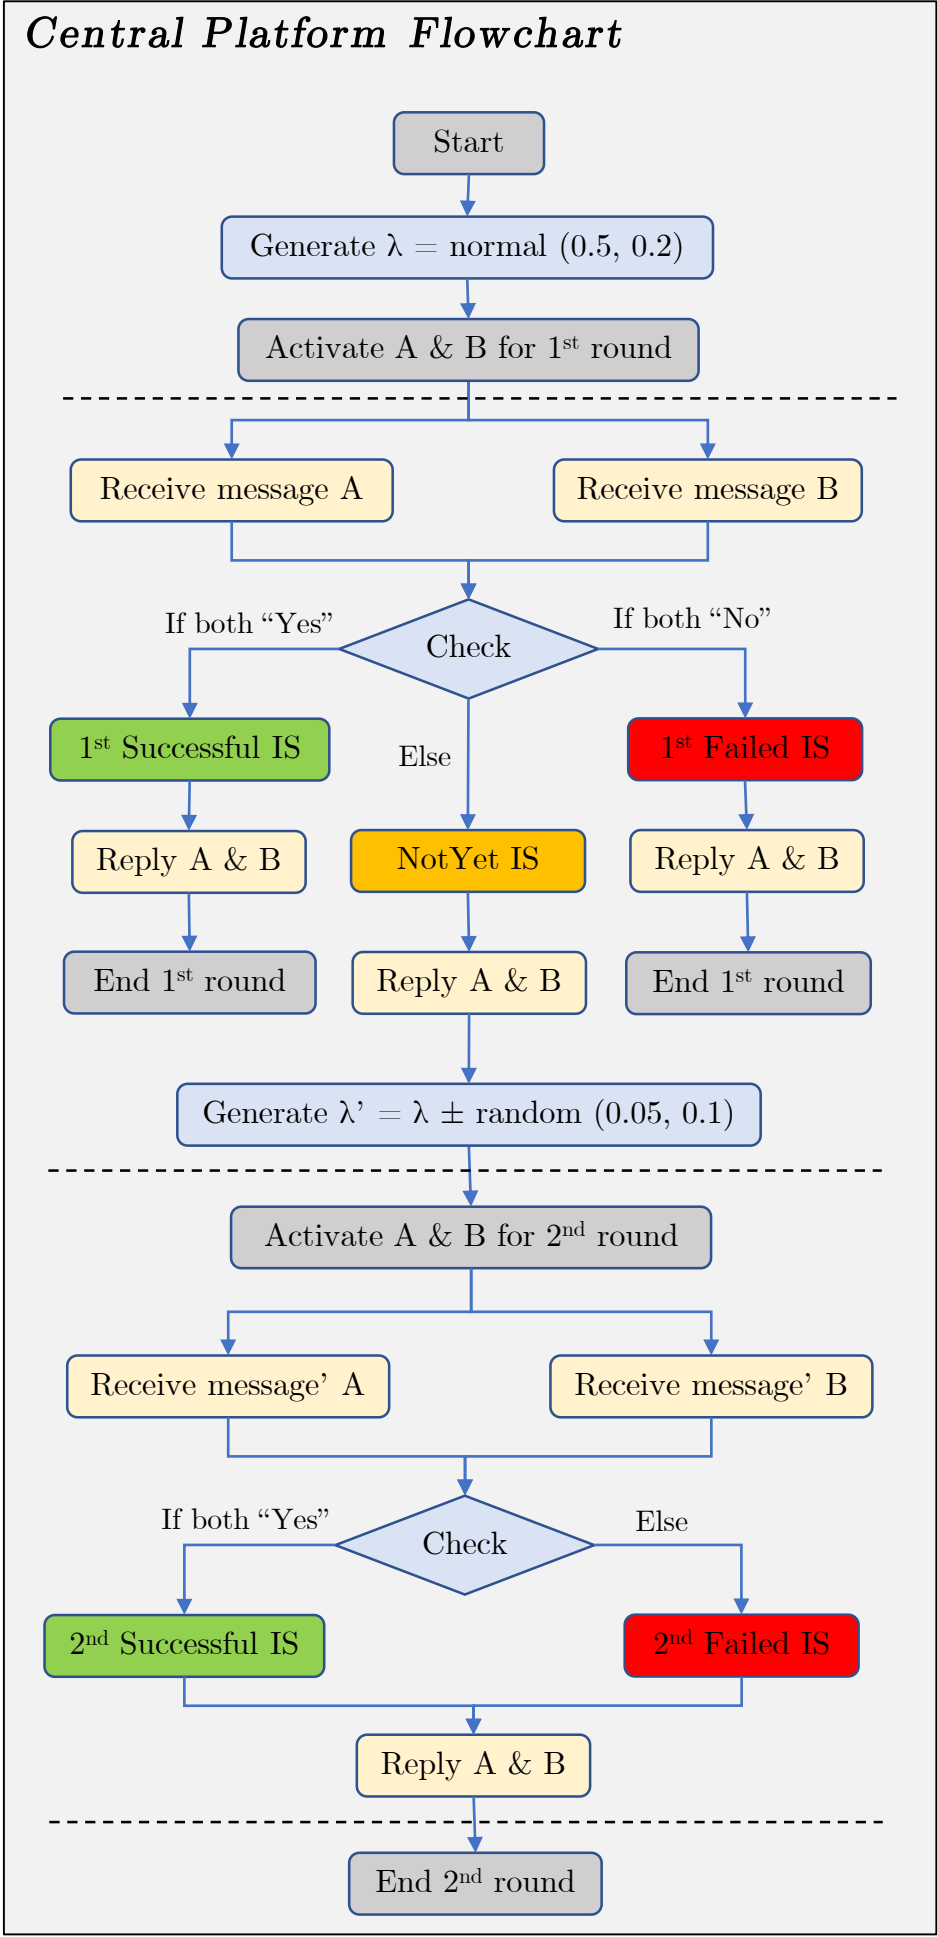 Central Platform Flowchart
Start
Generate λ = normal (0.5, 0.2)
Activate A & B for 1st round
Receive message A
Receive message B
If both “Yes”
Check
If both “No”
1st Successful IS
Else
1st Failed IS
Reply A & B
NotYet IS
Reply A & B
End 1st round
Reply A & B
End 1st round
Generate λ’ = λ ± random (0.05, 0.1)
Activate A & B for 2nd round
Receive message’ A
Receive message’ B
If both “Yes”
Check
Else
2nd Successful IS
2nd Failed IS
Reply A & B
End 2nd round